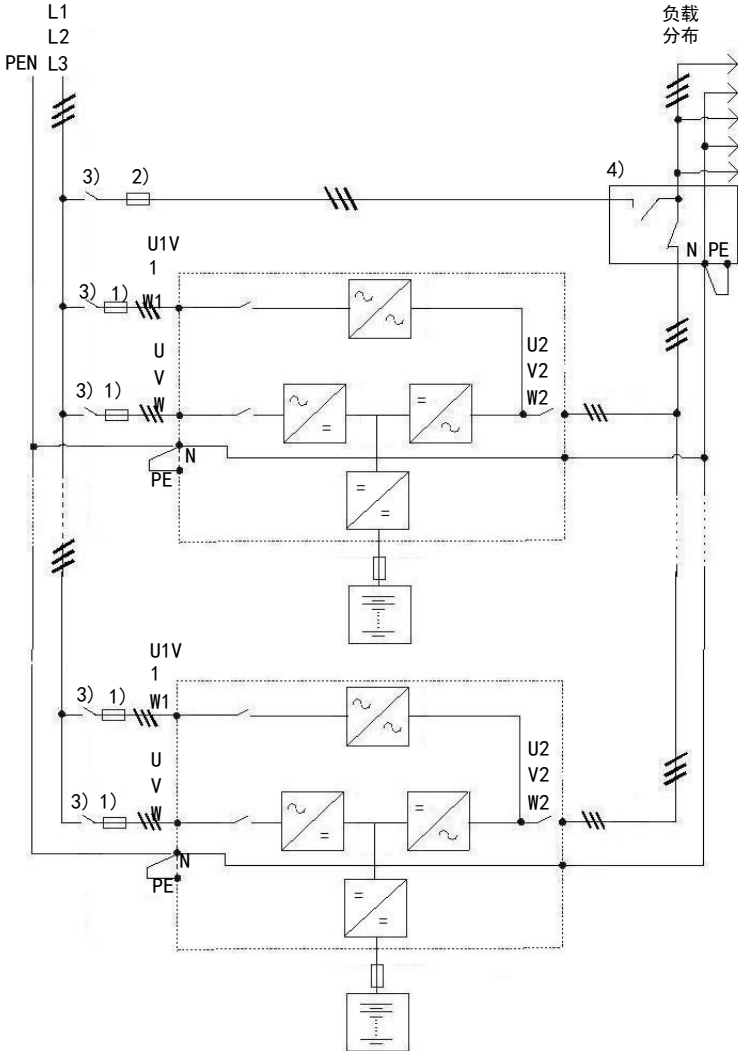 L1
L2
PEN L3
负载
分布
3) 2)
4)
N PE
U1V
1
3) 1) W1
U
V
3) 1) W
U2
V2
W2
N
PE
U1V
1
3) 1) W1
U
V
3) 1) W
U2
V2
W2
N
PE